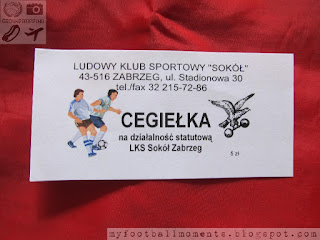 LUDOWY KLUB SPORTOWY "SOKÓŁ"
43-516 ZABRZEG, ul. Stadionowa 30
tel./fax 32 215-72-86
CEGIEŁKA
na działalność statutową
LKS Sokół Zabrzeg
5 zł
myfootballmoments.blogspot.com